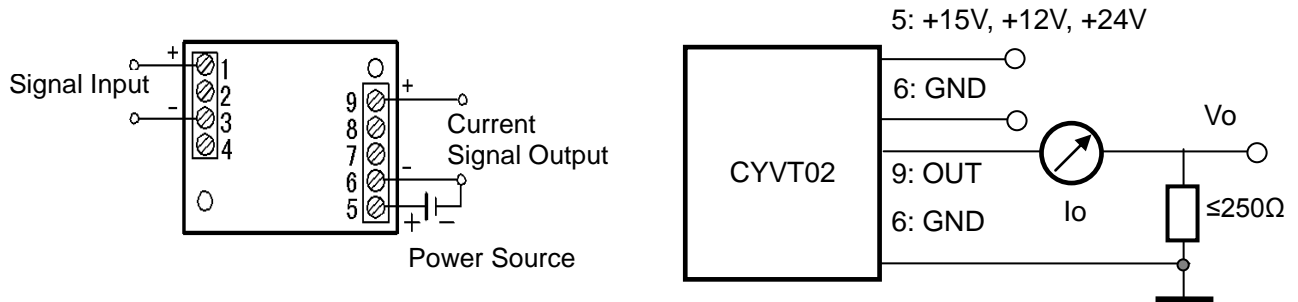 Signal Input
+
-
1
2
3
4
9
8
7
6
5
+
-
+
–
Current
Signal Output
Power Source
CYVT02
5: +15V, +12V, +24V
6: GND
9: OUT
6: GND
Io
Vo
≤250Ω